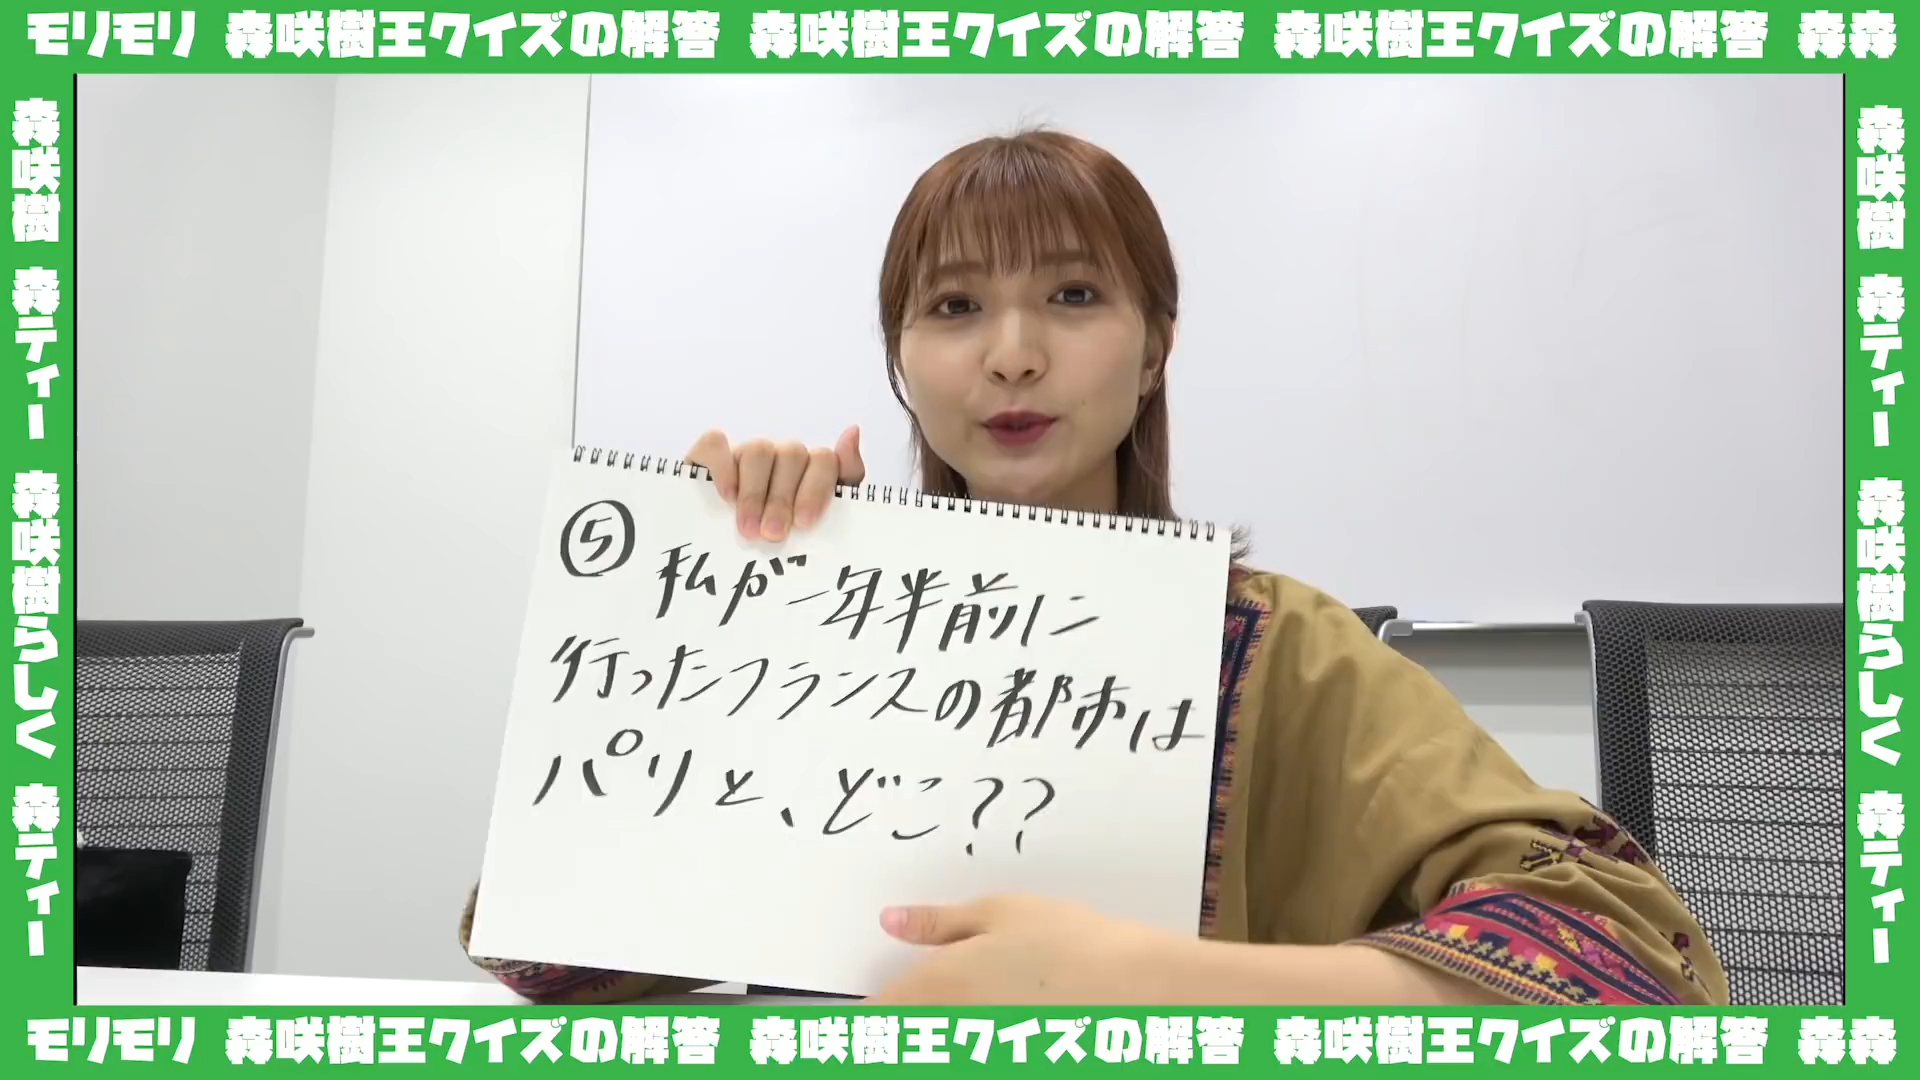 モリモリ 森咲樹王クイズの解答 森咲樹王クイズの解答 森咲樹王クイズの解答 森森
森咲樹 森ティー 森咲樹らしく 森ティー
⑤ 私が一年半前に
行ったフランスの都市は
パリと、どこ??
森咲樹 森ティー 森咲樹らしく 森ティー
モリモリ 森咲樹王クイズの解答 森咲樹王クイズの解答 森咲樹王クイズの解答 森森